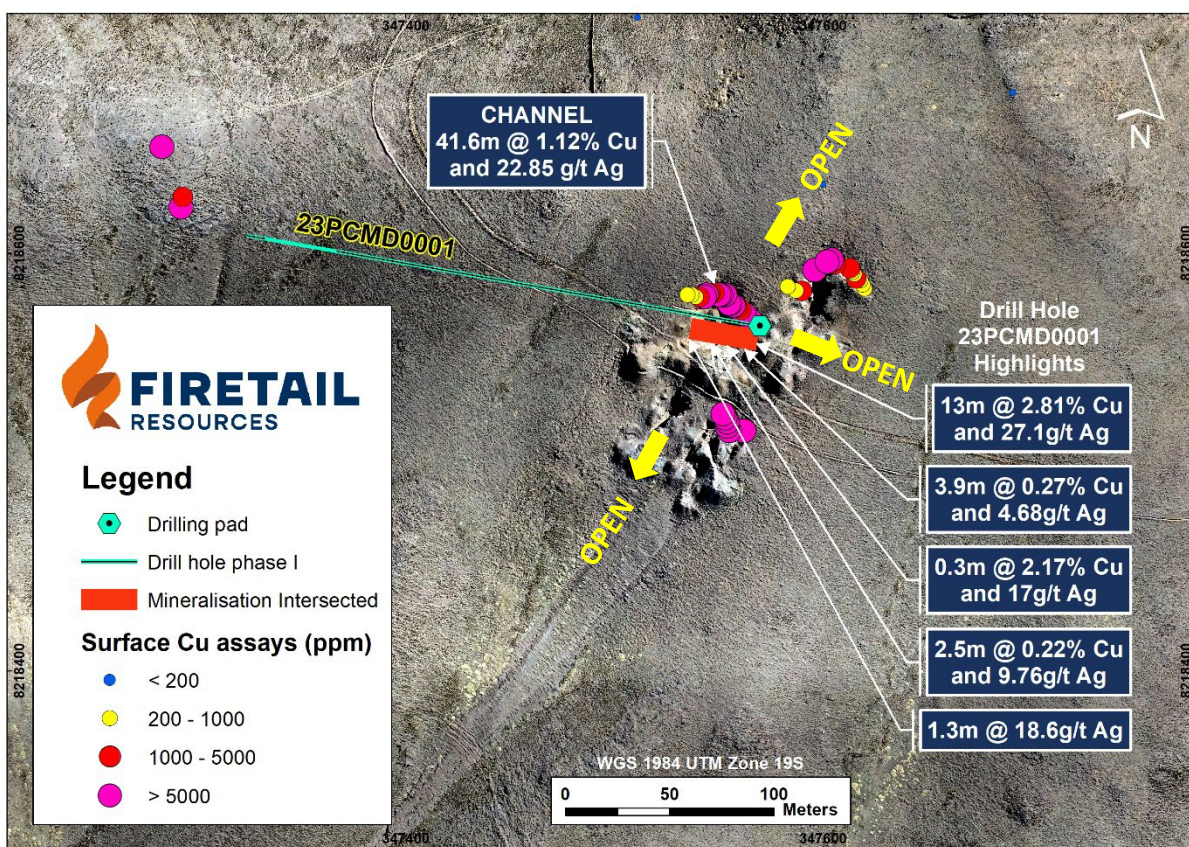 347400
347600
CHANNEL
41.6m @ 1.12% Cu
and 22.85 g/t Ag
OPEN
N
23PCMD0001
8218600
8218600
OPEN
OPEN
Drill Hole
23PCMD0001
Highlights
13m @ 2.81% Cu
and 27.1g/t Ag
3.9m @ 0.27% Cu
and 4.68g/t Ag
0.3m @ 2.17% Cu
and 17g/t Ag
2.5m @ 0.22% Cu
and 9.76g/t Ag
1.3m @ 18.6g/t Ag
FIRETAIL
RESOURCES
Legend
Drilling pad
Drill hole phase I
Mineralisation Intersected
Surface Cu assays (ppm)
< 200
200 - 1000
1000 - 5000
> 5000
8218400
8218400
WGS 1984 UTM Zone 19S
0 50 100
Meters
347400
347600